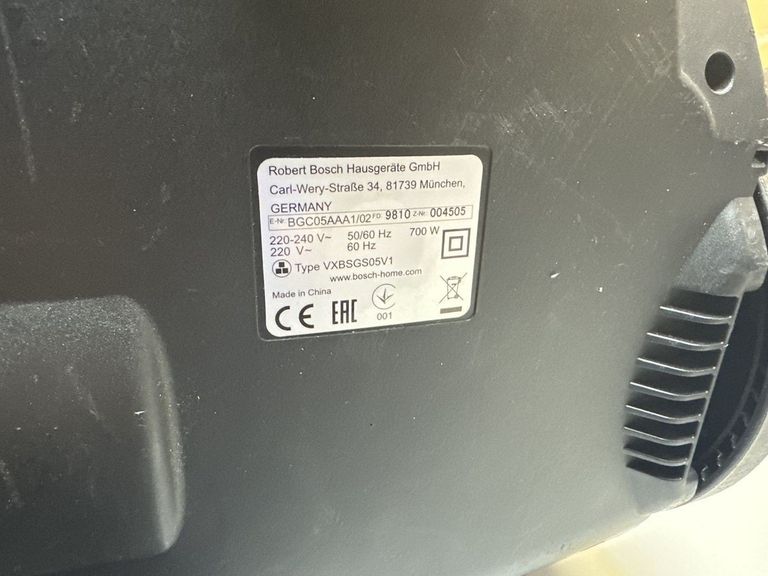 Robert Bosch Hausgeräte GmbH
Carl-Wery-Straße 34, 81739 München,
GERMANY
E-Nr. BGC05AAA1/02 FD 9810 Z-Nr. 004505
220-240 V~ 50/60 Hz 700 W
220 V~ 60 Hz
Type VXBSGS05V1
www.bosch-home.com
Made in China
CE EAC 001